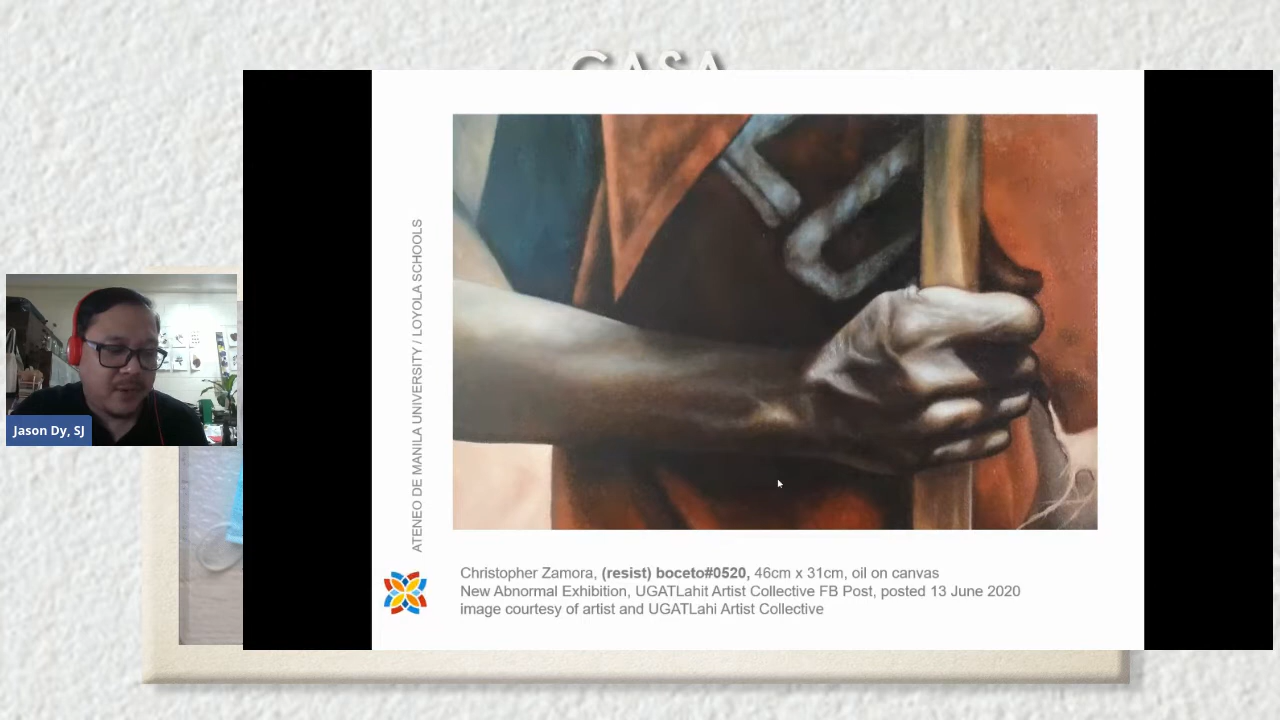 CASA
ATENEO DE MANILA UNIVERSITY / LOYOLA SCHOOLS
Jason Dy, SJ
Christopher Zamora, (resist) boceto#0520, 46cm x 31cm, oil on canvas
New Abnormal Exhibition, UGATLahit Artist Collective FB Post, posted 13 June 2020
image courtesy of artist and UGATLahi Artist Collective